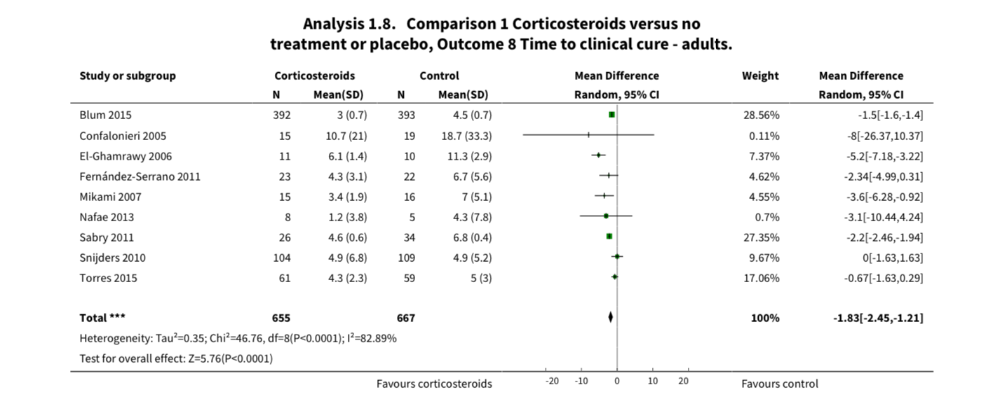 Analysis 1.8. Comparison 1 Corticosteroids versus no
treatment or placebo, Outcome 8 Time to clinical cure - adults.
Study or subgroup Corticosteroids Control Mean Difference Weight Mean Difference
N Mean(SD) N Mean(SD) Random, 95% CI Random, 95% CI
Blum 2015 392 3 (0.7) 393 4.5 (0.7) 28.56% -1.5[-1.6,-1.4]
Confalonieri 2005 15 10.7 (21) 19 18.7 (33.3) 0.11% -8[-26.37,10.37]
El-Ghamrawy 2006 11 6.1 (1.4) 10 11.3 (2.9) 7.37% -5.2[-7.18,-3.22]
Fernández-Serrano 2011 23 4.3 (3.1) 22 6.7 (5.6) 4.62% -2.34[-4.99,0.31]
Mikami 2007 15 3.4 (1.9) 16 7 (5.1) 4.55% -3.6[-6.28,-0.92]
Nafae 2013 8 1.2 (3.8) 5 4.3 (7.8) 0.7% -3.1[-10.44,4.24]
Sabry 2011 26 4.6 (0.6) 34 6.8 (0.4) 27.35% -2.2[-2.46,-1.94]
Snijders 2010 104 4.9 (6.8) 109 4.9 (5.2) 9.67% 0[-1.63,1.63]
Torres 2015 61 4.3 (2.3) 59 5 (3) 17.06% -0.67[-1.63,0.29]
Total *** 655 667 100% -1.83[-2.45,-1.21]
Heterogeneity: Tau²=0.35; Chi²=46.76, df=8(P<0.0001); I²=82.89%
Test for overall effect: Z=5.76(P<0.0001)
Favours corticosteroids -20 -10 0 10 20 Favours control